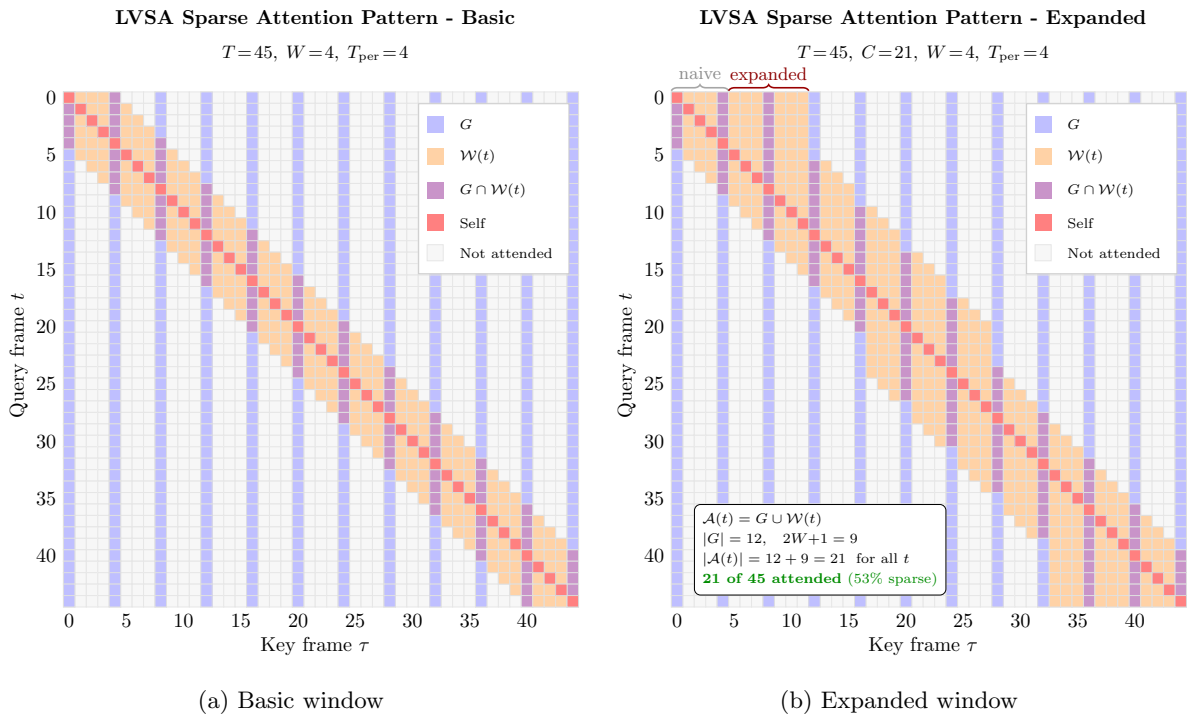 LVSA Sparse Attention Pattern - Basic
T=45, W=4, T_per=4
0
5
10
15
20
25
30
35
40
Query frame t
G
W(t)
G ∩ W(t)
Self
Not attended
0 5 10 15 20 25 30 35 40
Key frame τ
(a) Basic window
LVSA Sparse Attention Pattern - Expanded
T=45, C=21, W=4, T_per=4
naive expanded
0
5
10
15
20
25
30
35
40
Query frame t
G
W(t)
G ∩ W(t)
Self
Not attended
A(t) = G ∪ W(t)
|G| = 12, 2W+1 = 9
|A(t)| = 12 + 9 = 21 for all t
21 of 45 attended (53% sparse)
0 5 10 15 20 25 30 35 40
Key frame τ
(b) Expanded window